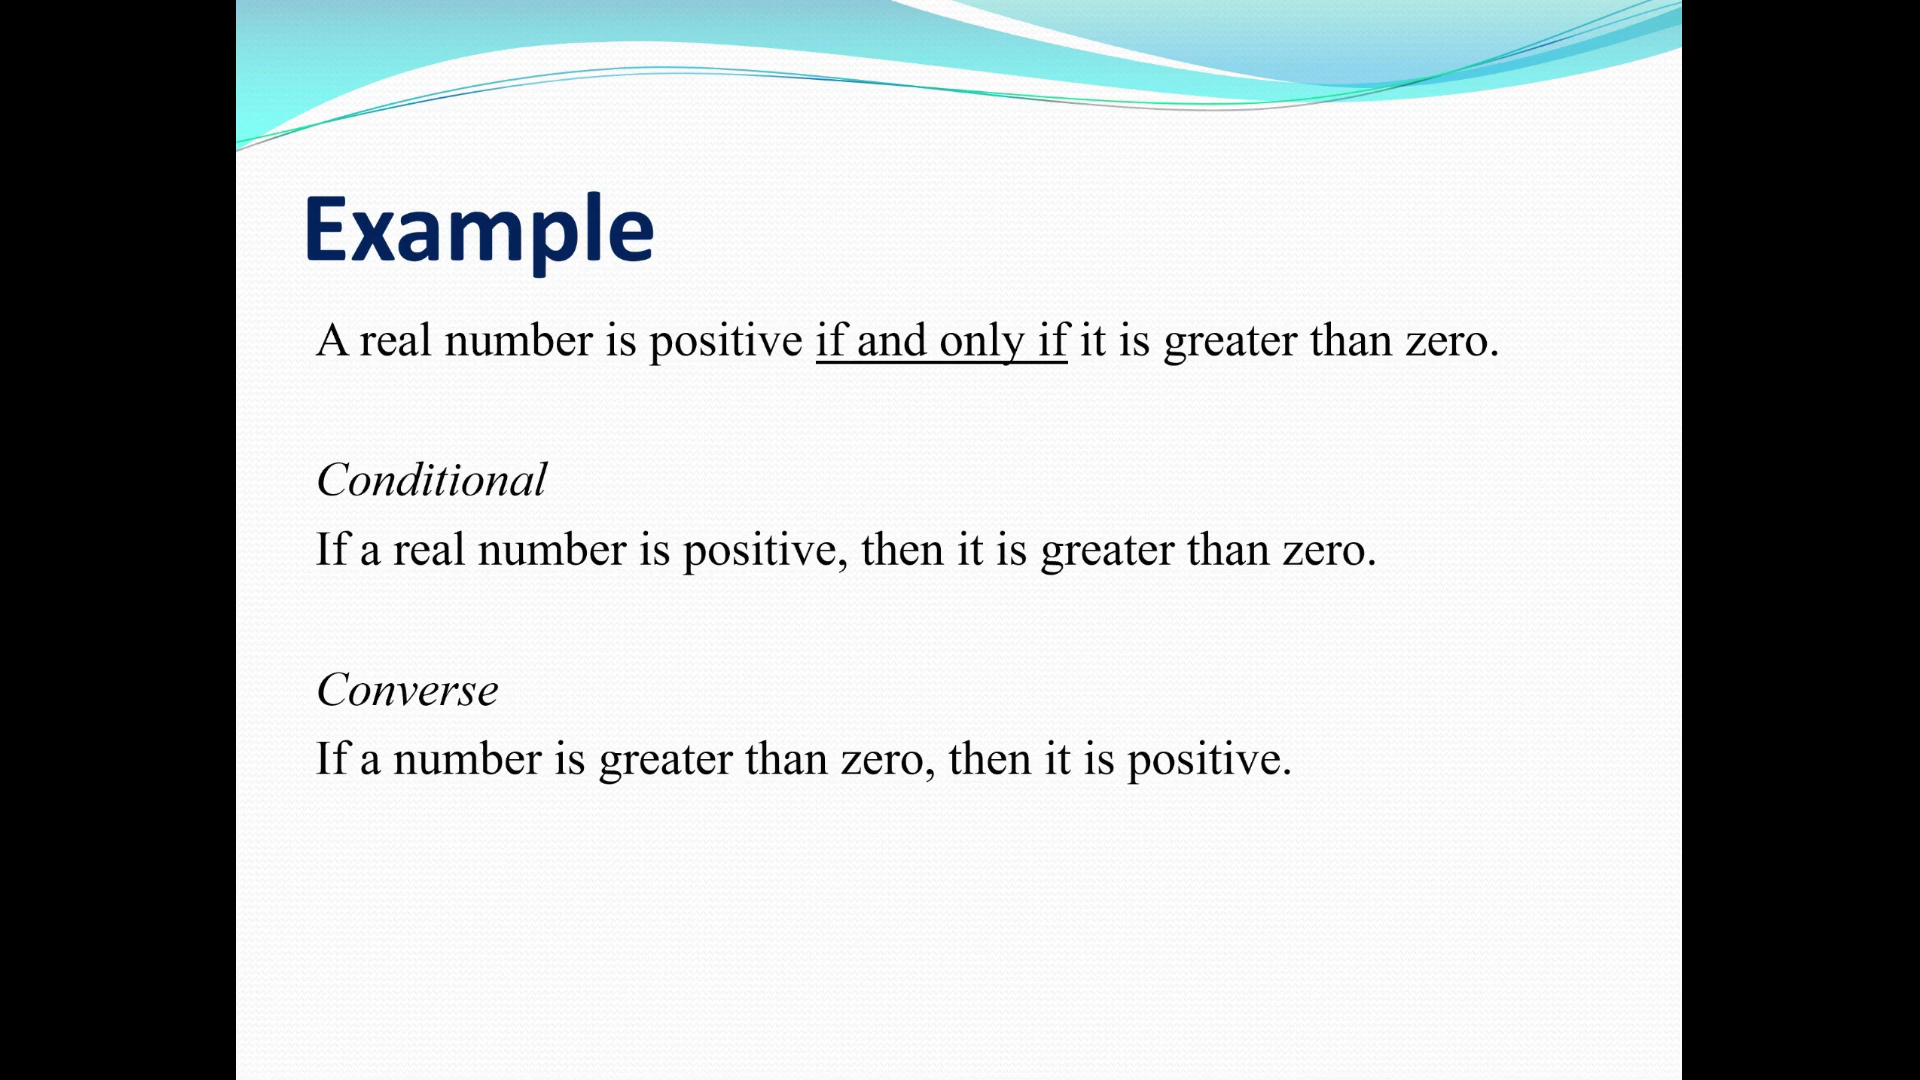 Example
A real number is positive if and only if it is greater than zero.
Conditional
If a real number is positive, then it is greater than zero.
Converse
If a number is greater than zero, then it is positive.